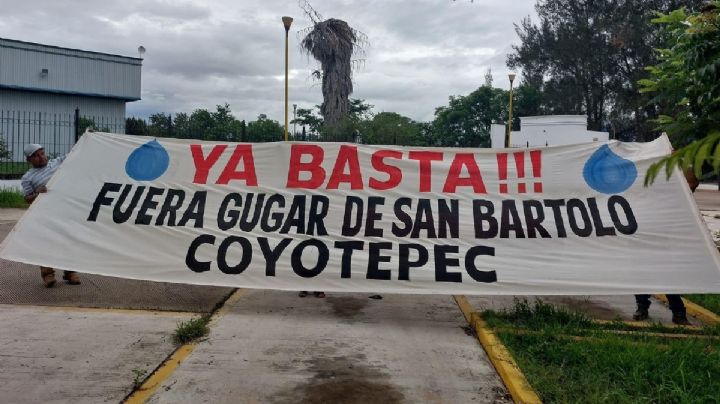 YA BASTA!!!
FUERA GUGAR DE SAN BARTOLO
COYOTEPEC